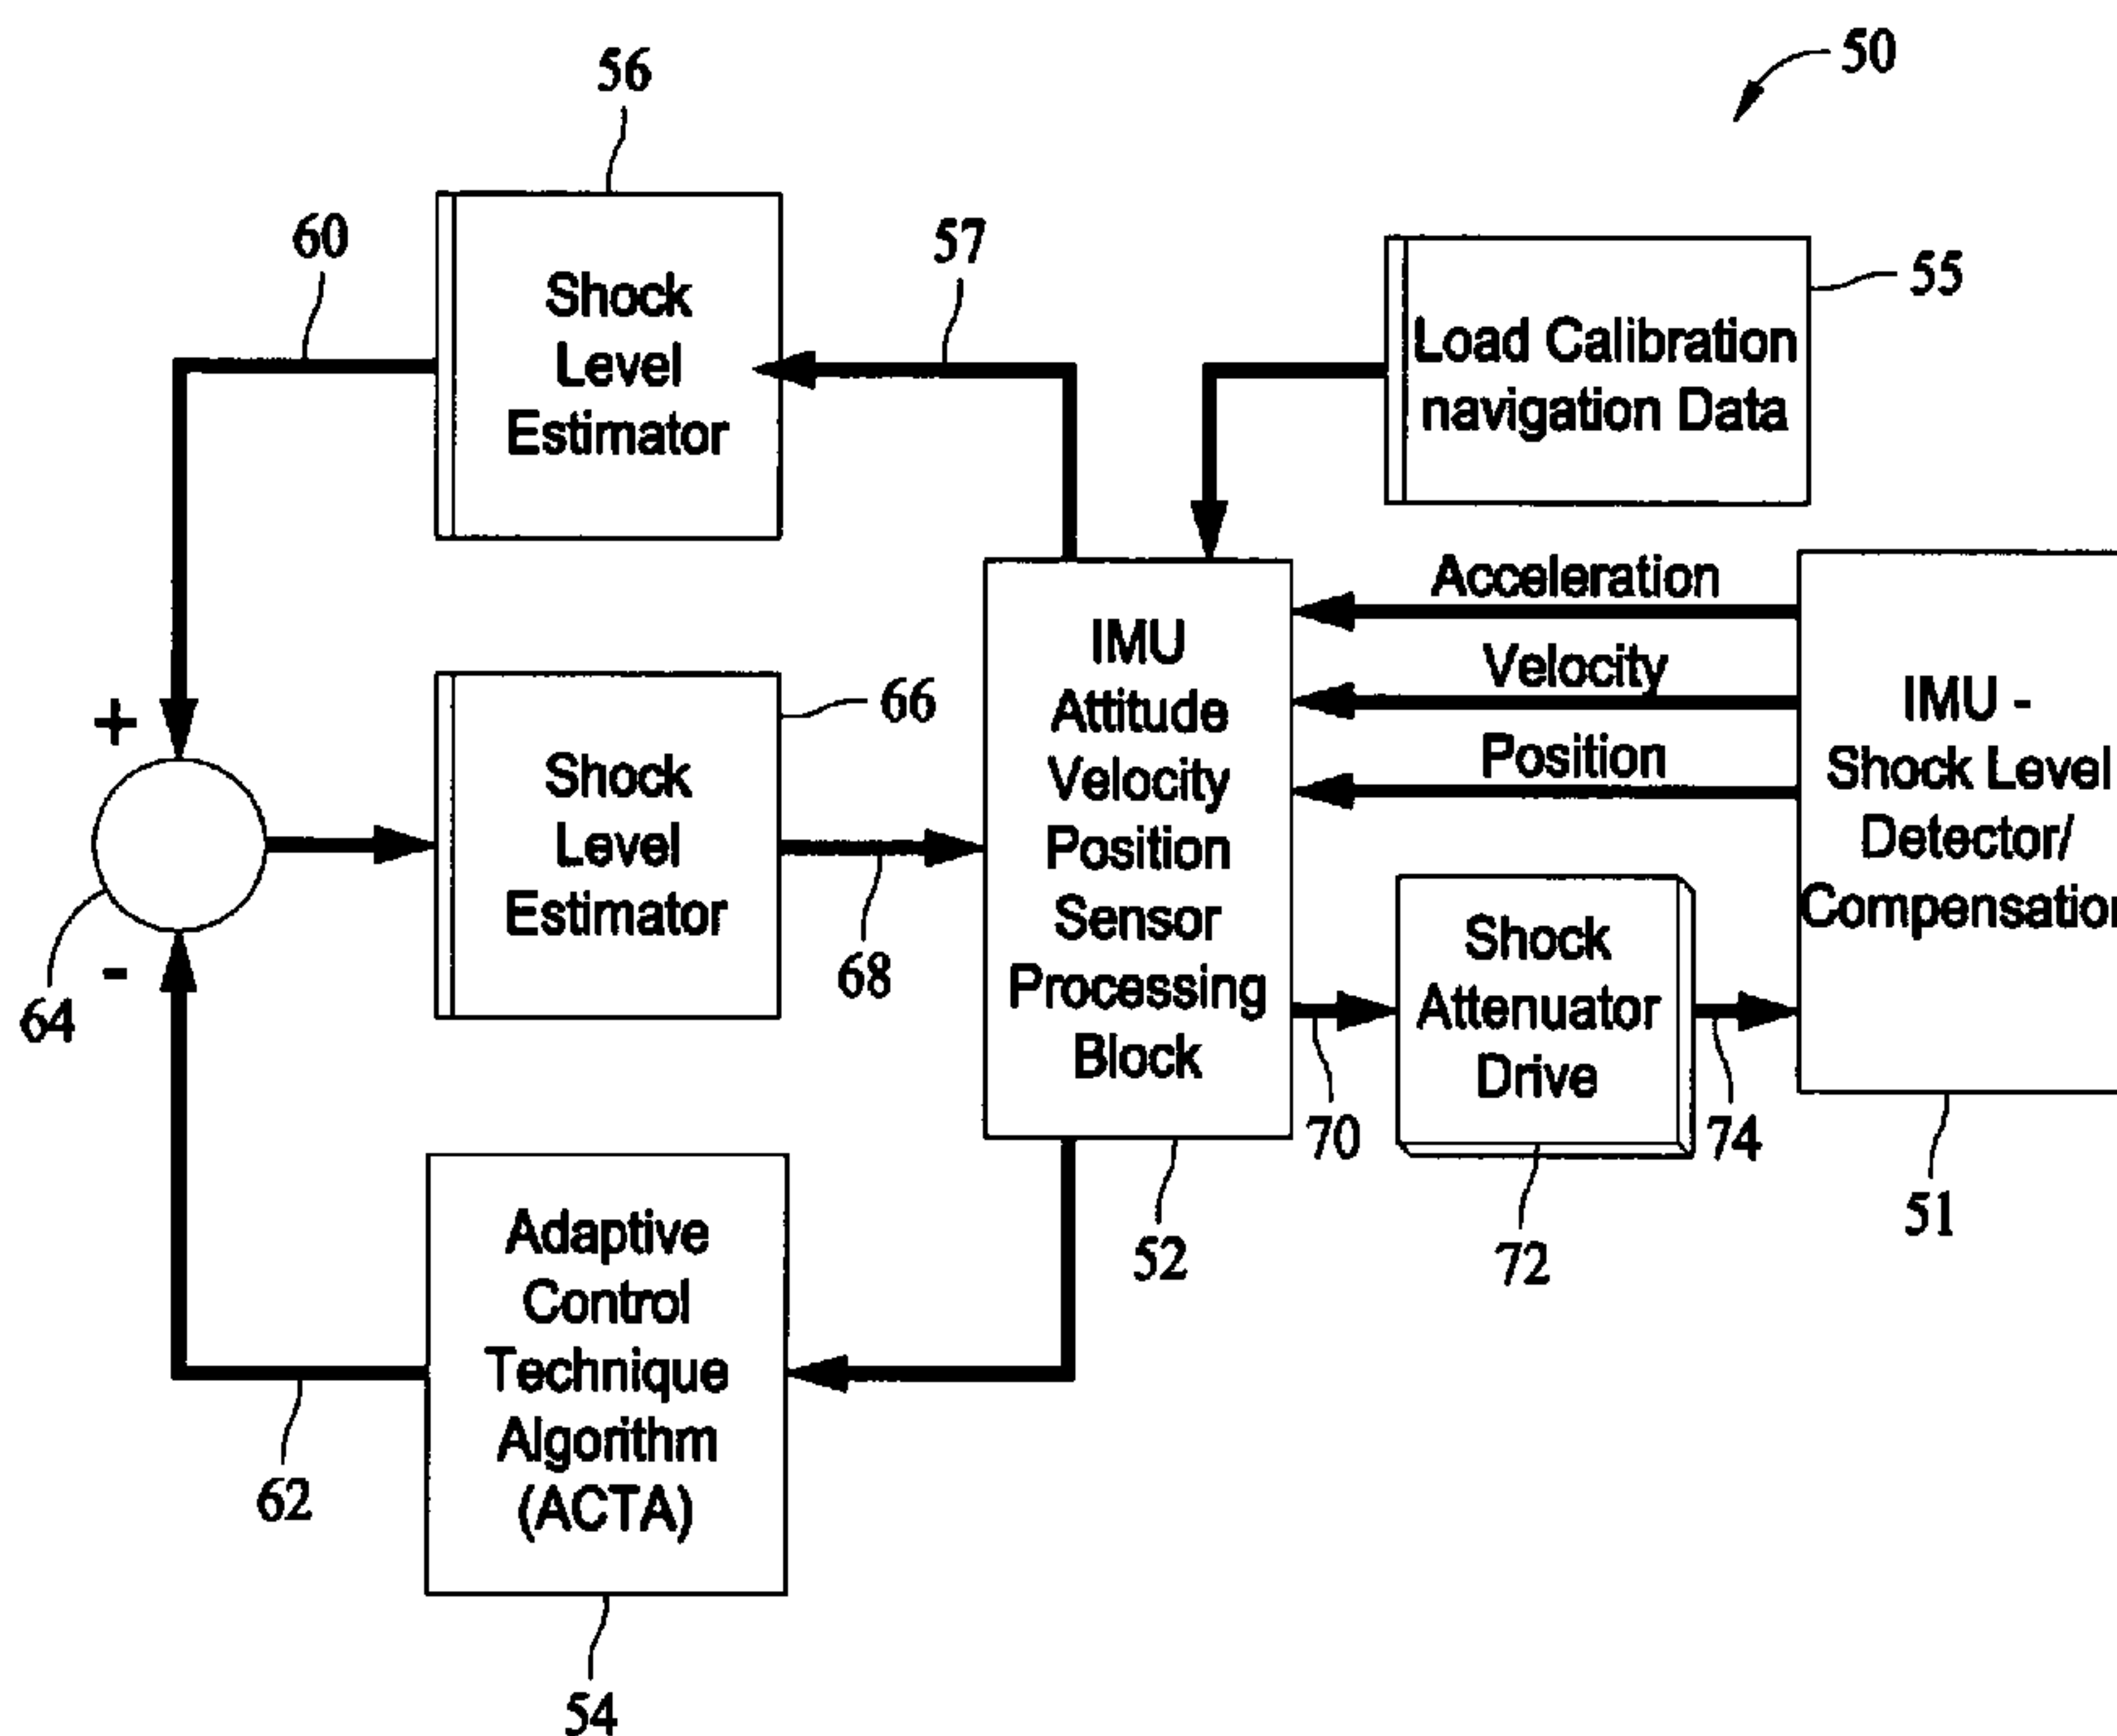 50
56
60
57
55
Shock
Level
Estimator
Load Calibration
navigation Data
Acceleration
Velocity
Position
IMU
Attitude
Velocity
Position
Sensor
Processing
Block
IMU -
Shock Level
Detector/
Compensation
+
66
Shock
Level
Estimator
68
-
64
Shock
Attenuator
Drive
70
74
72
51
52
Adaptive
Control
Technique
Algorithm
(ACTA)
62
54